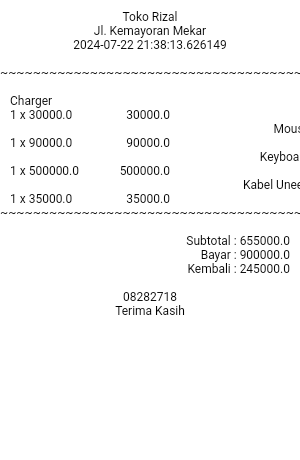 Toko Rizal
Jl. Kemayoran Mekar
2024-07-22 21:38:13.626149
~~~~~~~~~~~~~~~~~~~~~~~~~~~~~~~~~~~~~
Charger
1 x 30000.0 30000.0
Mous
1 x 90000.0 90000.0
Keyboa
1 x 500000.0 500000.0
Kabel Unee
1 x 35000.0 35000.0
~~~~~~~~~~~~~~~~~~~~~~~~~~~~~~~~~~~~~
Subtotal : 655000.0
Bayar : 900000.0
Kembali : 245000.0
08282718
Terima Kasih